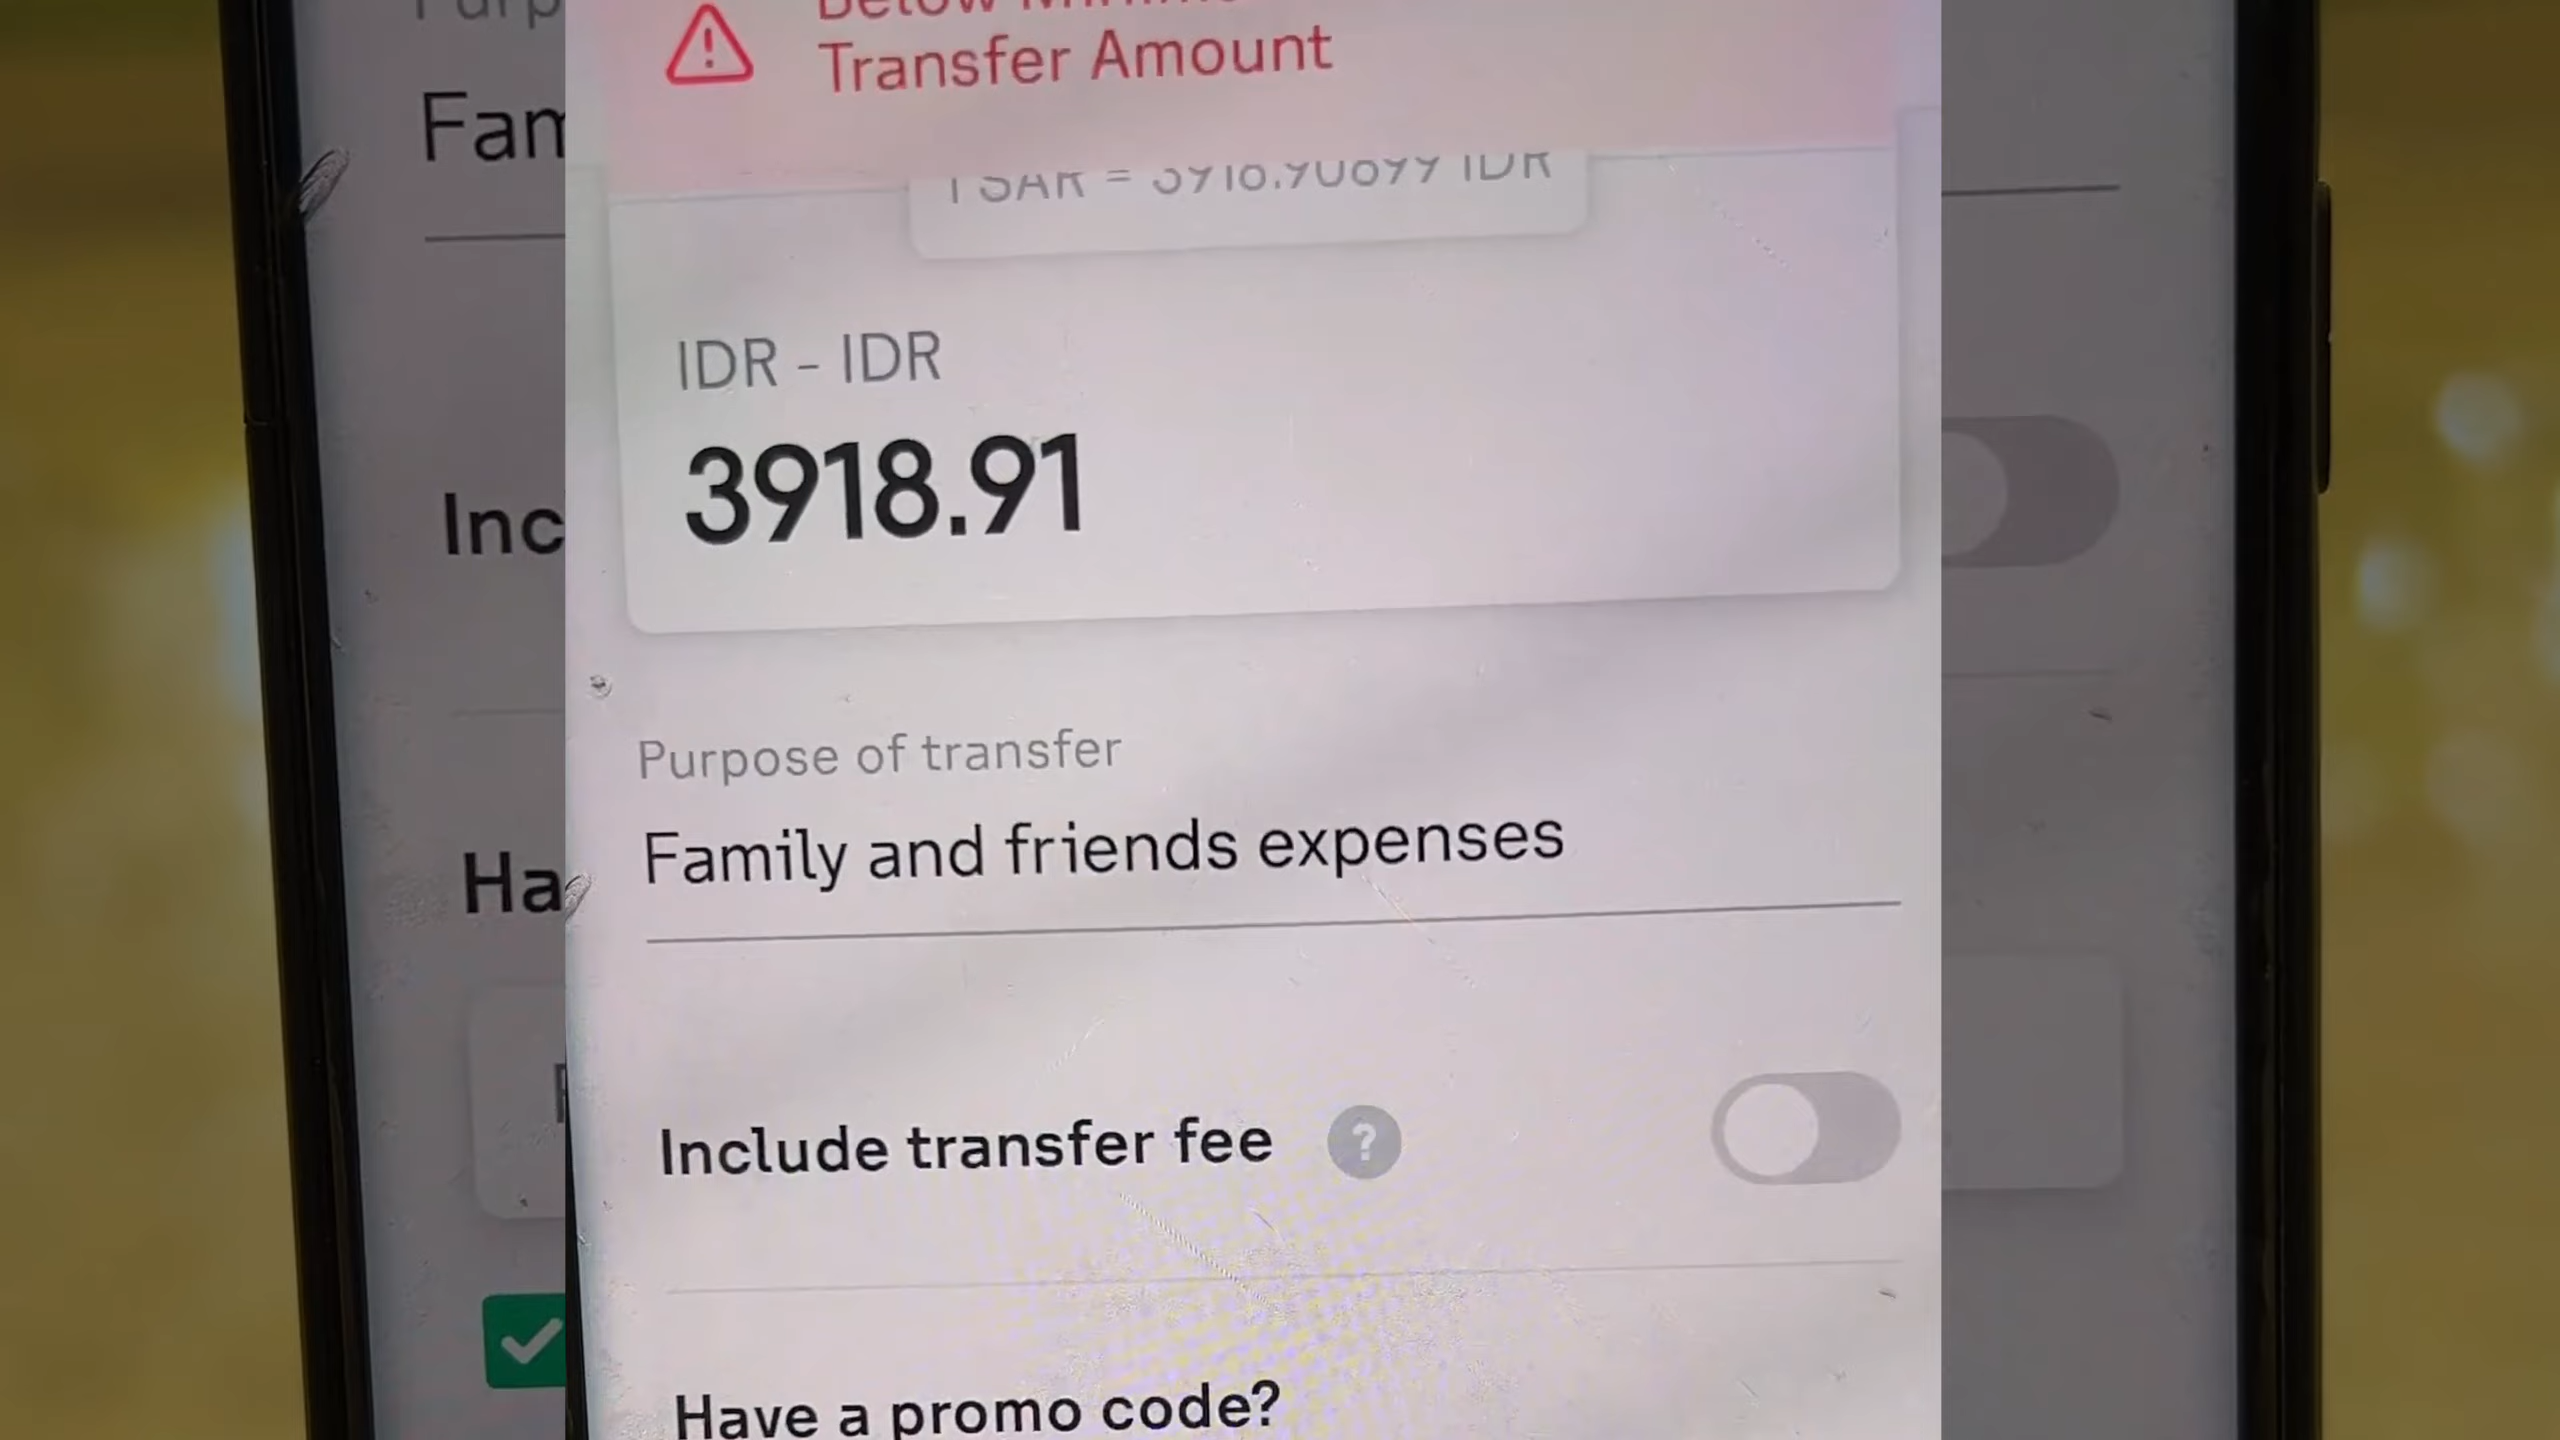 Transfer Amount
1 SAR = 3918.90899 IDR
IDR - IDR
3918.91
Purpose of transfer
Family and friends expenses
Include transfer fee ?
Have a promo code?
Fam
Inc
Ha